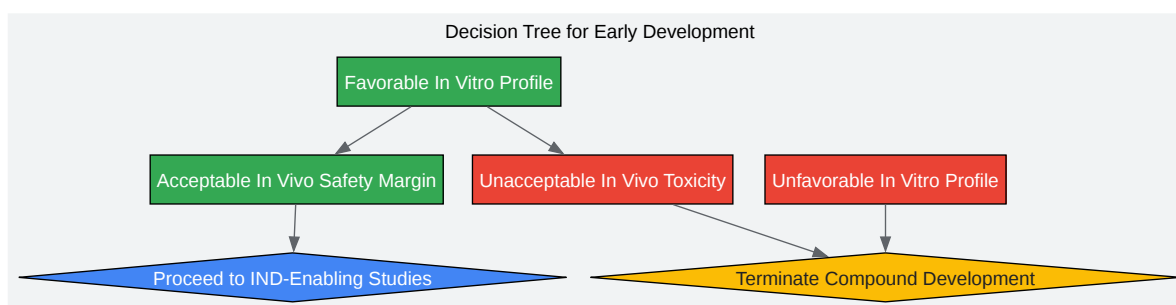 Decision Tree for Early Development
Favorable In Vitro Profile
Acceptable In Vivo Safety Margin
Unacceptable In Vivo Toxicity
Unfavorable In Vitro Profile
Proceed to IND-Enabling Studies
Terminate Compound Development